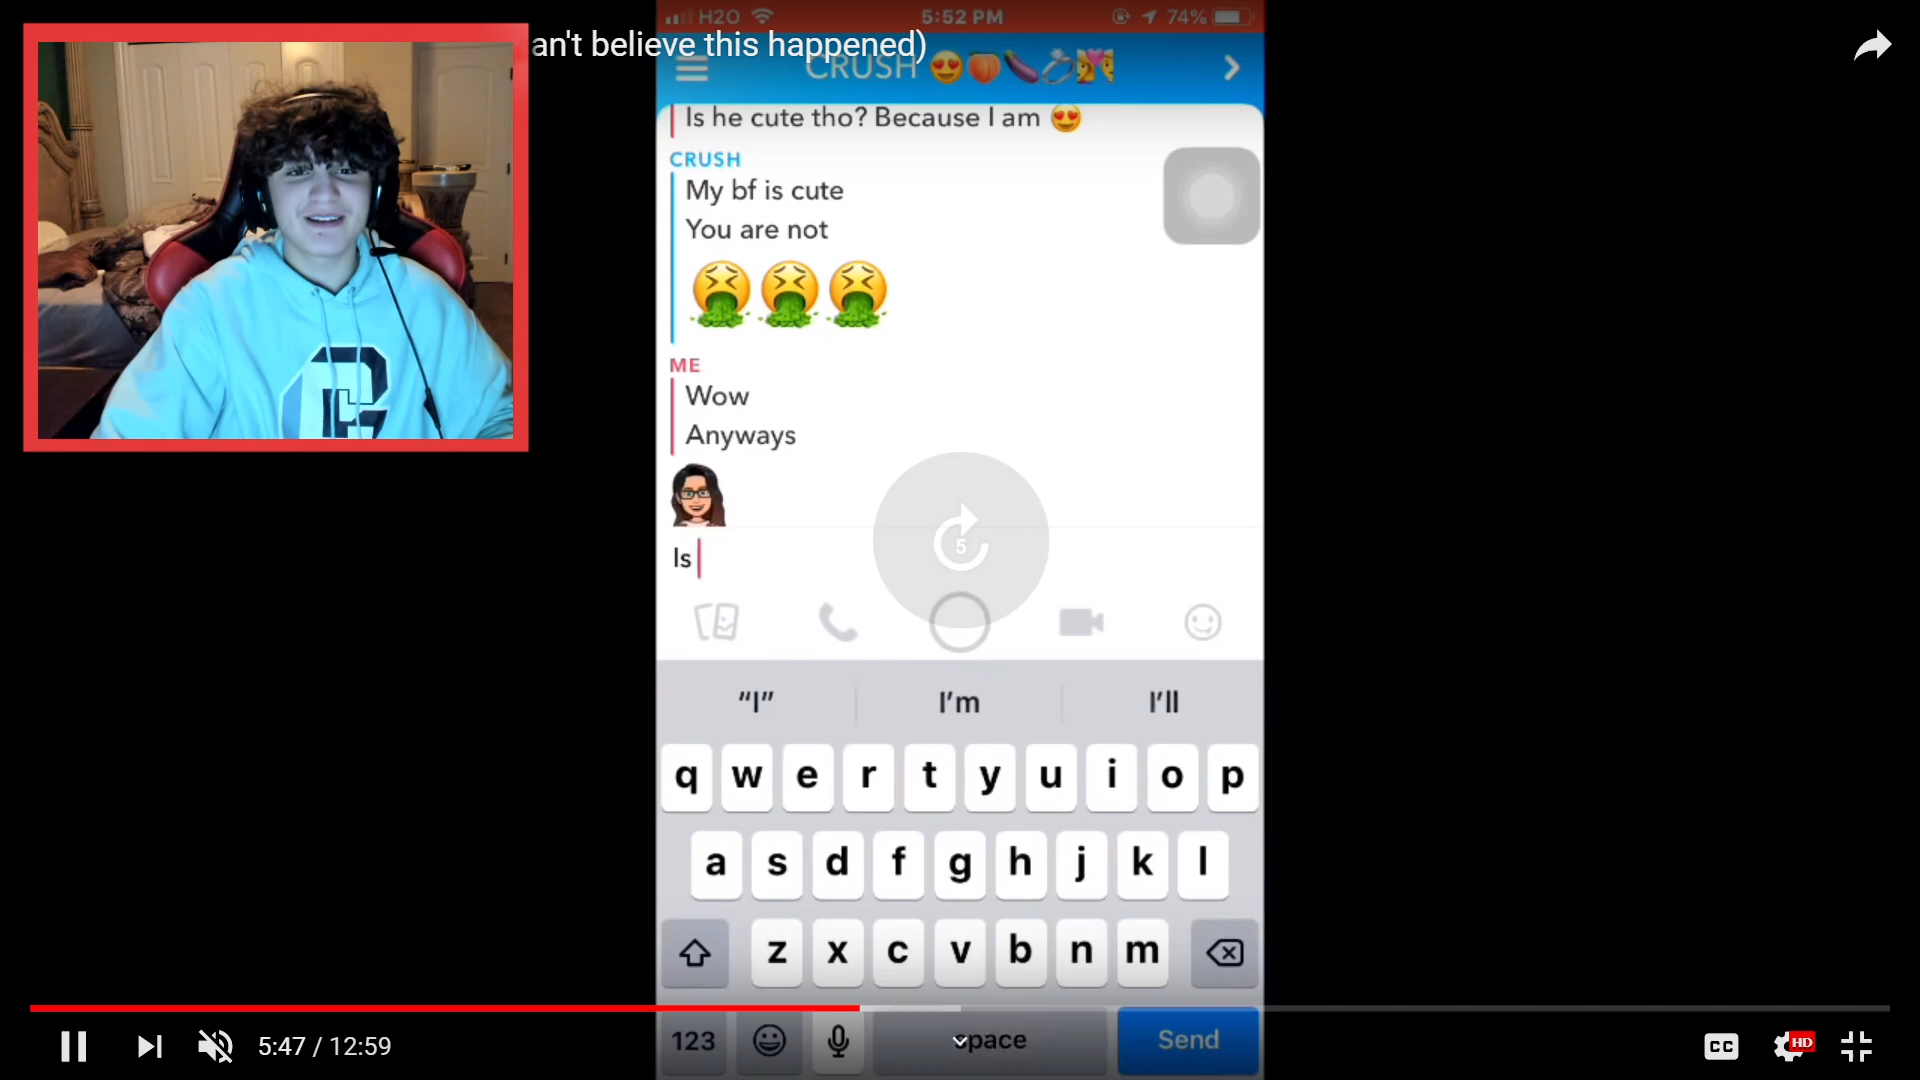 H2O
5:52 PM
74%
an't believe this happened)
CRUSH 😍🍑🍆💍💏
Is he cute tho? Because I am 😍
CRUSH
My bf is cute
You are not
🤮🤮🤮
ME
Wow
Anyways
Is
5
“I” I’m I’ll
q w e r t y u i o p
a s d f g h j k l
z x c v b n m
123 space Send
5:47 / 12:59
CC HD